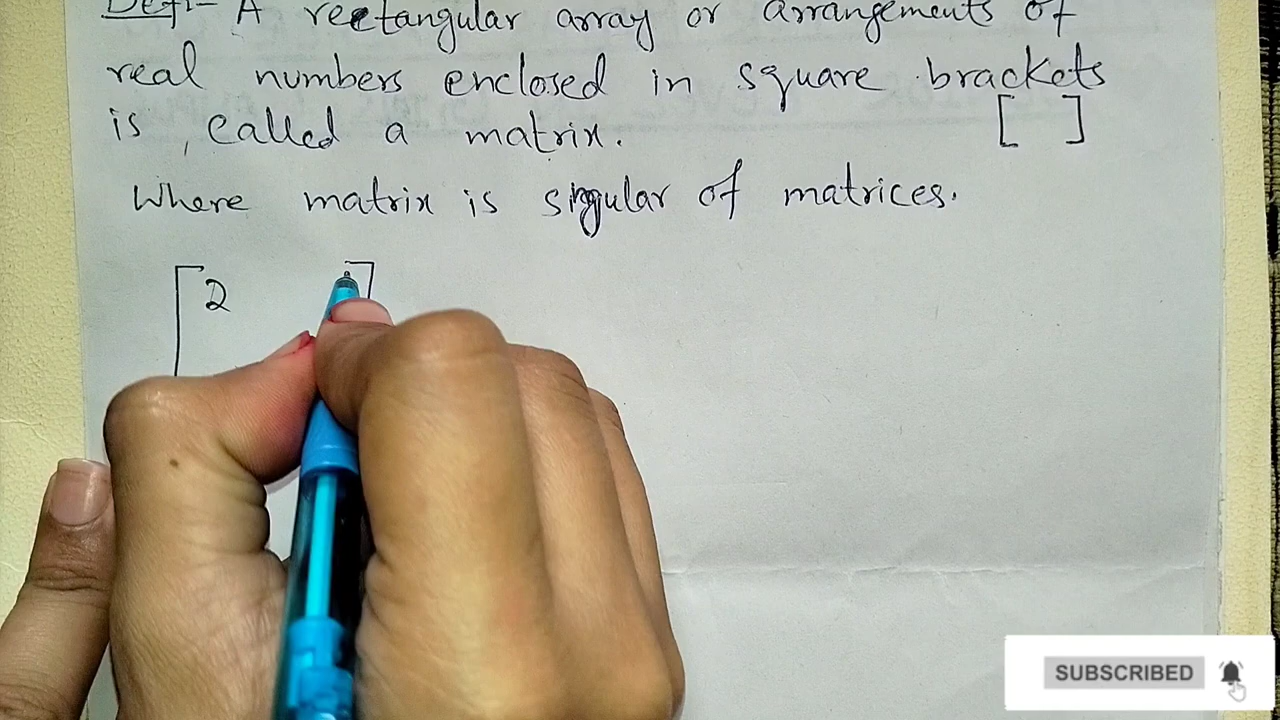 Defi:- A rectangular array or arrangements of
real numbers enclosed in square brackets
is, called a matrix. [ ]
Where matrix is singular of matrices.
[2 ]
SUBSCRIBED